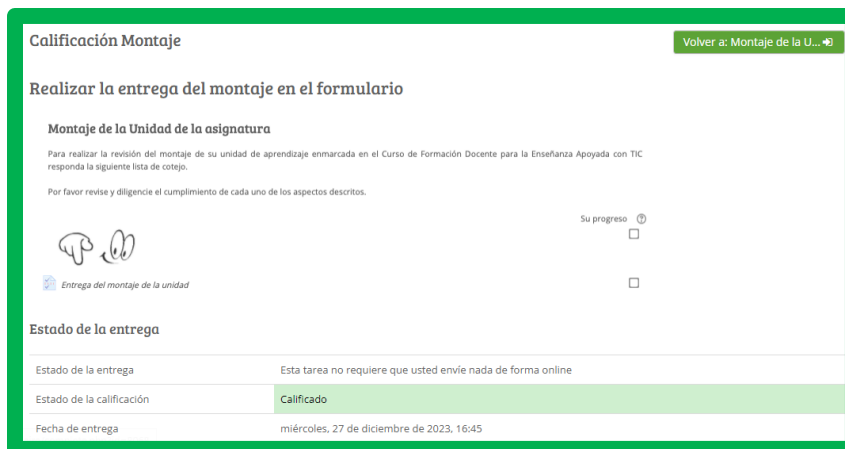 Calificación Montaje
Volver a: Montaje de la U...
Realizar la entrega del montaje en el formulario
Montaje de la Unidad de la asignatura
Para realizar la revisión del montaje de su unidad de aprendizaje enmarcada en el Curso de Formación Docente para la Enseñanza Apoyada con TIC
responda la siguiente lista de cotejo.
Por favor revise y diligencie el cumplimiento de cada uno de los aspectos descritos.
Su progreso
Entrega del montaje de la unidad
Estado de la entrega
Estado de la entrega Esta tarea no requiere que usted envíe nada de forma online
Estado de la calificación Calificado
Fecha de entrega miércoles, 27 de diciembre de 2023, 16:45